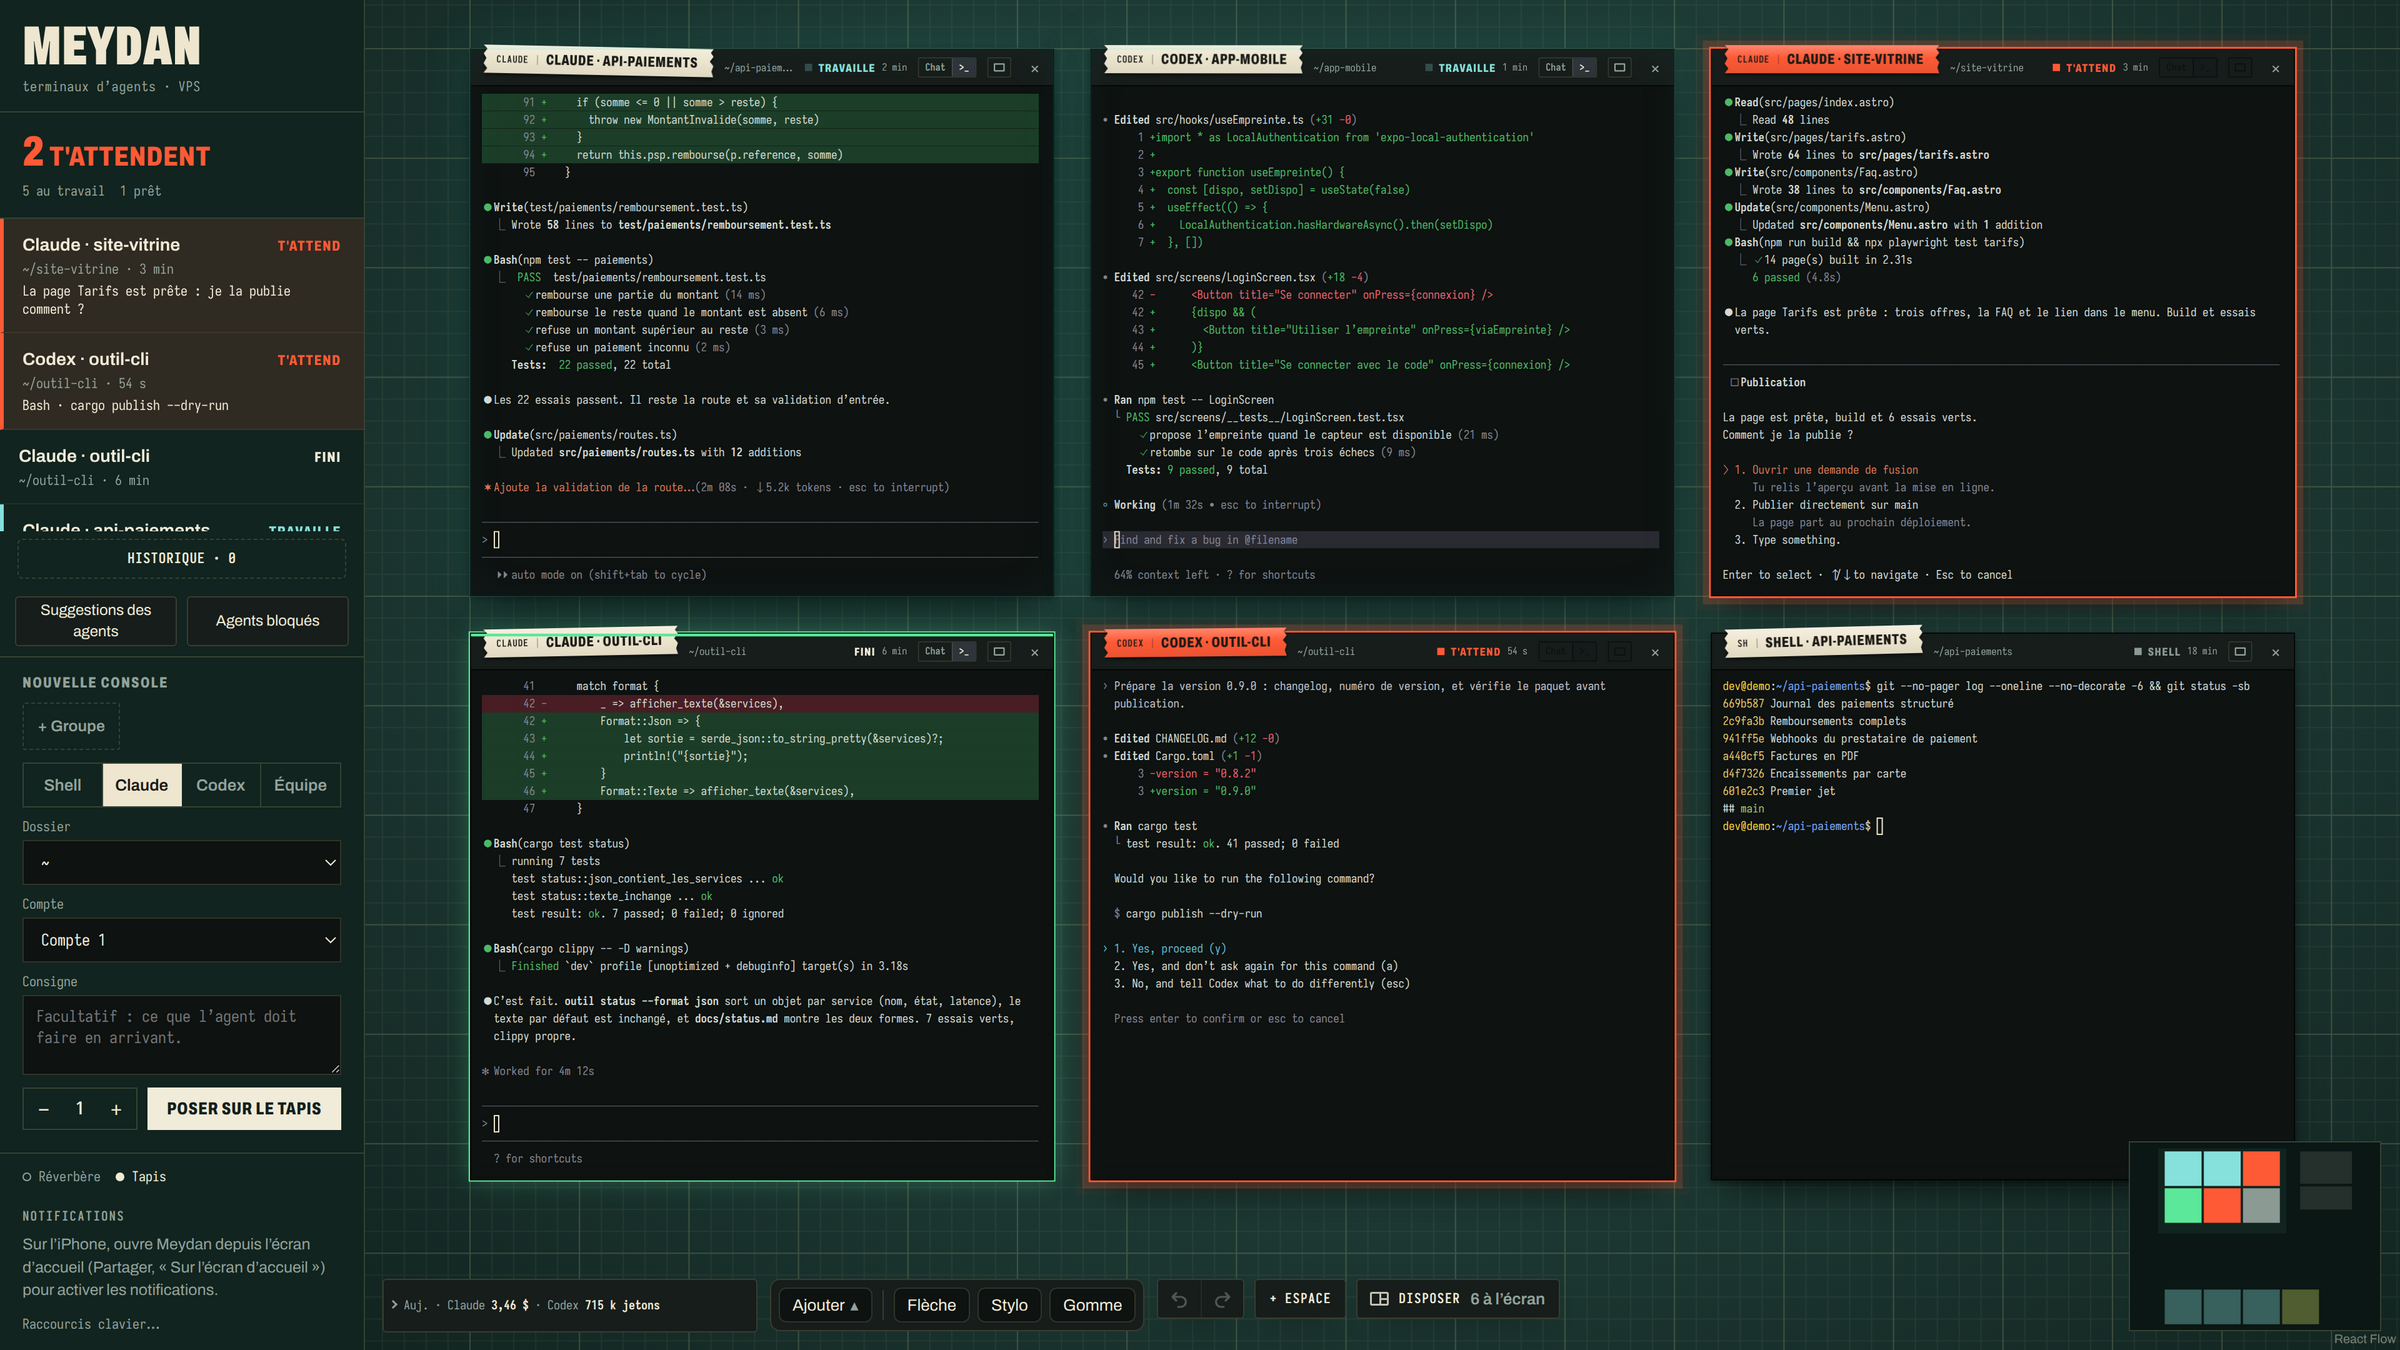 MEYDAN
terminaux d'agents · VPS
2 T'ATTENDENT
5 au travail 1 prêt
Claude · site-vitrine T'ATTEND
~/site-vitrine · 3 min
La page Tarifs est prête : je la publie
comment ?
Codex · outil-cli T'ATTEND
~/outil-cli · 54 s
Bash · cargo publish --dry-run
Claude · outil-cli FINI
~/outil-cli · 6 min
Claude · api-paiements TRAVAILLE
HISTORIQUE · 0
Suggestions des
agents
Agents bloqués
NOUVELLE CONSOLE
+ Groupe
Shell Claude Codex Équipe
Dossier
~
Compte
Compte 1
Consigne
Facultatif : ce que l'agent doit
faire en arrivant.
− 1 + POSER SUR LE TAPIS
Réverbère Tapis
NOTIFICATIONS
Sur l'iPhone, ouvre Meydan depuis l'écran
d'accueil (Partager, « Sur l'écran d'accueil »)
pour activer les notifications.
Raccourcis clavier...
CLAUDE | CLAUDE · API-PAIEMENTS ~/api-paiem... TRAVAILLE 2 min Chat >_ ×
91 + if (somme <= 0 || somme > reste) {
92 + throw new MontantInvalide(somme, reste)
93 + }
94 + return this.psp.rembourse(p.reference, somme)
95 }
Write(test/paiements/remboursement.test.ts)
Wrote 58 lines to test/paiements/remboursement.test.ts
Bash(npm test -- paiements)
PASS test/paiements/remboursement.test.ts
✓ rembourse une partie du montant (14 ms)
✓ rembourse le reste quand le montant est absent (6 ms)
✓ refuse un montant supérieur au reste (3 ms)
✓ refuse un paiement inconnu (2 ms)
Tests: 22 passed, 22 total
Les 22 essais passent. Il reste la route et sa validation d'entrée.
Update(src/paiements/routes.ts)
Updated src/paiements/routes.ts with 12 additions
✶ Ajoute la validation de la route…(2m 08s · ↓ 5.2k tokens · esc to interrupt)
>
⏵⏵ auto mode on (shift+tab to cycle)
CODEX | CODEX · APP-MOBILE ~/app-mobile TRAVAILLE 1 min Chat >_ ×
• Edited src/hooks/useEmpreinte.ts (+31 -0)
1 +import * as LocalAuthentication from 'expo-local-authentication'
2 +
3 +export function useEmpreinte() {
4 + const [dispo, setDispo] = useState(false)
5 + useEffect(() => {
6 + LocalAuthentication.hasHardwareAsync().then(setDispo)
7 + }, [])
• Edited src/screens/LoginScreen.tsx (+18 -4)
42 - <Button title="Se connecter" onPress={connexion} />
42 + {dispo && (
43 + <Button title="Utiliser l'empreinte" onPress={viaEmpreinte} />
44 + )}
45 + <Button title="Se connecter avec le code" onPress={connexion} />
• Ran npm test -- LoginScreen
└ PASS src/screens/__tests__/LoginScreen.test.tsx
✓ propose l'empreinte quand le capteur est disponible (21 ms)
✓ retombe sur le code après trois échecs (9 ms)
Tests: 9 passed, 9 total
◦ Working (1m 32s • esc to interrupt)
› Find and fix a bug in @filename
64% context left · ? for shortcuts
CLAUDE | CLAUDE · SITE-VITRINE ~/site-vitrine T'ATTEND 3 min Chat >_ ×
Read(src/pages/index.astro)
Read 48 lines
Write(src/pages/tarifs.astro)
Wrote 64 lines to src/pages/tarifs.astro
Write(src/components/Faq.astro)
Wrote 38 lines to src/components/Faq.astro
Update(src/components/Menu.astro)
Updated src/components/Menu.astro with 1 addition
Bash(npm run build && npx playwright test tarifs)
✓ 14 page(s) built in 2.31s
6 passed (4.8s)
La page Tarifs est prête : trois offres, la FAQ et le lien dans le menu. Build et essais
verts.
☐ Publication
La page est prête, build et 6 essais verts.
Comment je la publie ?
❯ 1. Ouvrir une demande de fusion
Tu relis l'aperçu avant la mise en ligne.
2. Publier directement sur main
La page part au prochain déploiement.
3. Type something.
Enter to select · ↑/↓ to navigate · Esc to cancel
CLAUDE | CLAUDE · OUTIL-CLI ~/outil-cli FINI 6 min Chat >_ ×
41 match format {
42 - _ => afficher_texte(&services),
42 + Format::Json => {
43 + let sortie = serde_json::to_string_pretty(&services)?;
44 + println!("{sortie}");
45 + }
46 + Format::Texte => afficher_texte(&services),
47 }
Bash(cargo test status)
running 7 tests
test status::json_contient_les_services ... ok
test status::texte_inchange ... ok
test result: ok. 7 passed; 0 failed; 0 ignored
Bash(cargo clippy -- -D warnings)
Finished `dev` profile [unoptimized + debuginfo] target(s) in 3.18s
C'est fait. outil status --format json sort un objet par service (nom, état, latence), le
texte par défaut est inchangé, et docs/status.md montre les deux formes. 7 essais verts,
clippy propre.
✻ Worked for 4m 12s
>
? for shortcuts
CODEX | CODEX · OUTIL-CLI ~/outil-cli T'ATTEND 54 s Chat >_ ×
› Prépare la version 0.9.0 : changelog, numéro de version, et vérifie le paquet avant
publication.
• Edited CHANGELOG.md (+12 -0)
• Edited Cargo.toml (+1 -1)
3 -version = "0.8.2"
3 +version = "0.9.0"
• Ran cargo test
└ test result: ok. 41 passed; 0 failed
Would you like to run the following command?
$ cargo publish --dry-run
› 1. Yes, proceed (y)
2. Yes, and don't ask again for this command (a)
3. No, and tell Codex what to do differently (esc)
Press enter to confirm or esc to cancel
SH | SHELL · API-PAIEMENTS ~/api-paiements SHELL 18 min ×
dev@demo:~/api-paiements$ git --no-pager log --oneline --no-decorate -6 && git status -sb
669b587 Journal des paiements structuré
2c9fa3b Remboursements complets
941ff5e Webhooks du prestataire de paiement
a440cf5 Factures en PDF
d4f7326 Encaissements par carte
601e2c3 Premier jet
## main
dev@demo:~/api-paiements$
> Auj. · Claude 3,46 $ · Codex 715 k jetons
Ajouter ▴ Flèche Stylo Gomme
+ ESPACE
DISPOSER 6 à l'écran
React Flow